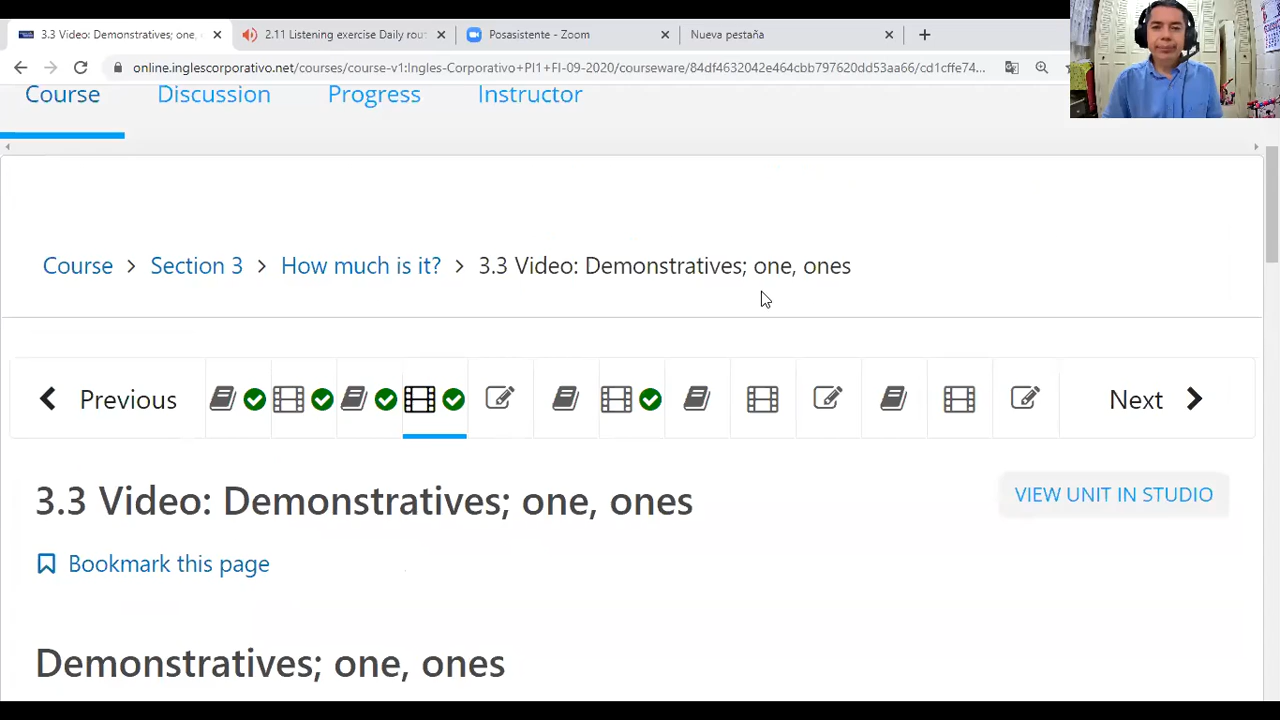 3.3 Video: Demonstratives; one,
2.11 Listening exercise Daily rou
Posasistente - Zoom
Nueva pestaña
online.inglescorporativo.net/courses/course-v1:Ingles-Corporativo+PI1+FI-09-2020/courseware/84df4632042e464cbb797620dd53aa66/cd1cffe74...
Course Discussion Progress Instructor
Course > Section 3 > How much is it? > 3.3 Video: Demonstratives; one, ones
Previous Next
3.3 Video: Demonstratives; one, ones
VIEW UNIT IN STUDIO
Bookmark this page
Demonstratives; one, ones